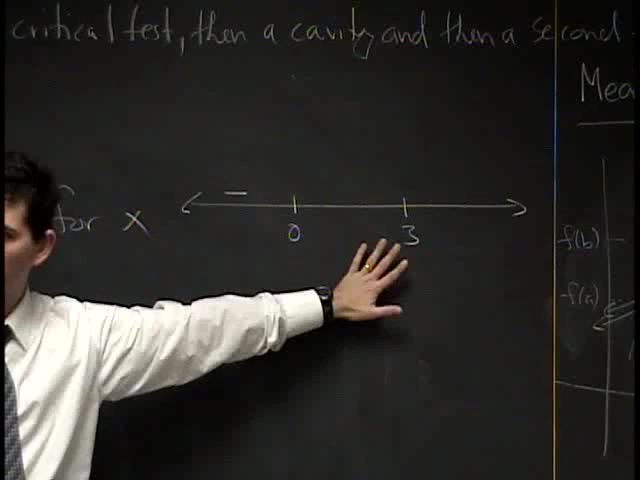 critical test, then a cavity and then a second
Mea
for x
−
0
3
f(b)
f(a)